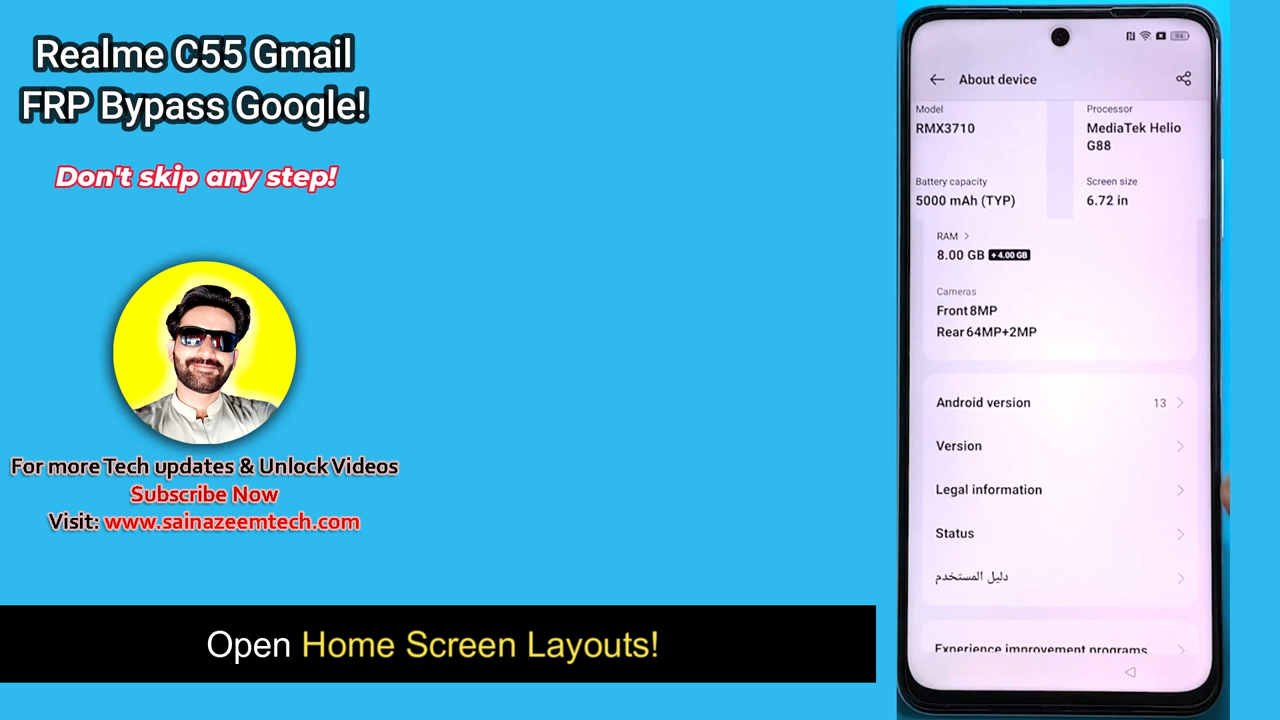 Realme C55 Gmail
FRP Bypass Google!
Don't skip any step!
For more Tech updates & Unlock Videos
Subscribe Now
Visit: www.sainazeemtech.com
Open Home Screen Layouts!
94
About device
Model
RMX3710
Processor
MediaTek Helio
G88
Battery capacity
5000 mAh (TYP)
Screen size
6.72 in
RAM >
8.00 GB +4.00 GB
Cameras
Front 8MP
Rear 64MP+2MP
Android version 13
Version
Legal information
Status
دليل المستخدم
Experience improvement programs